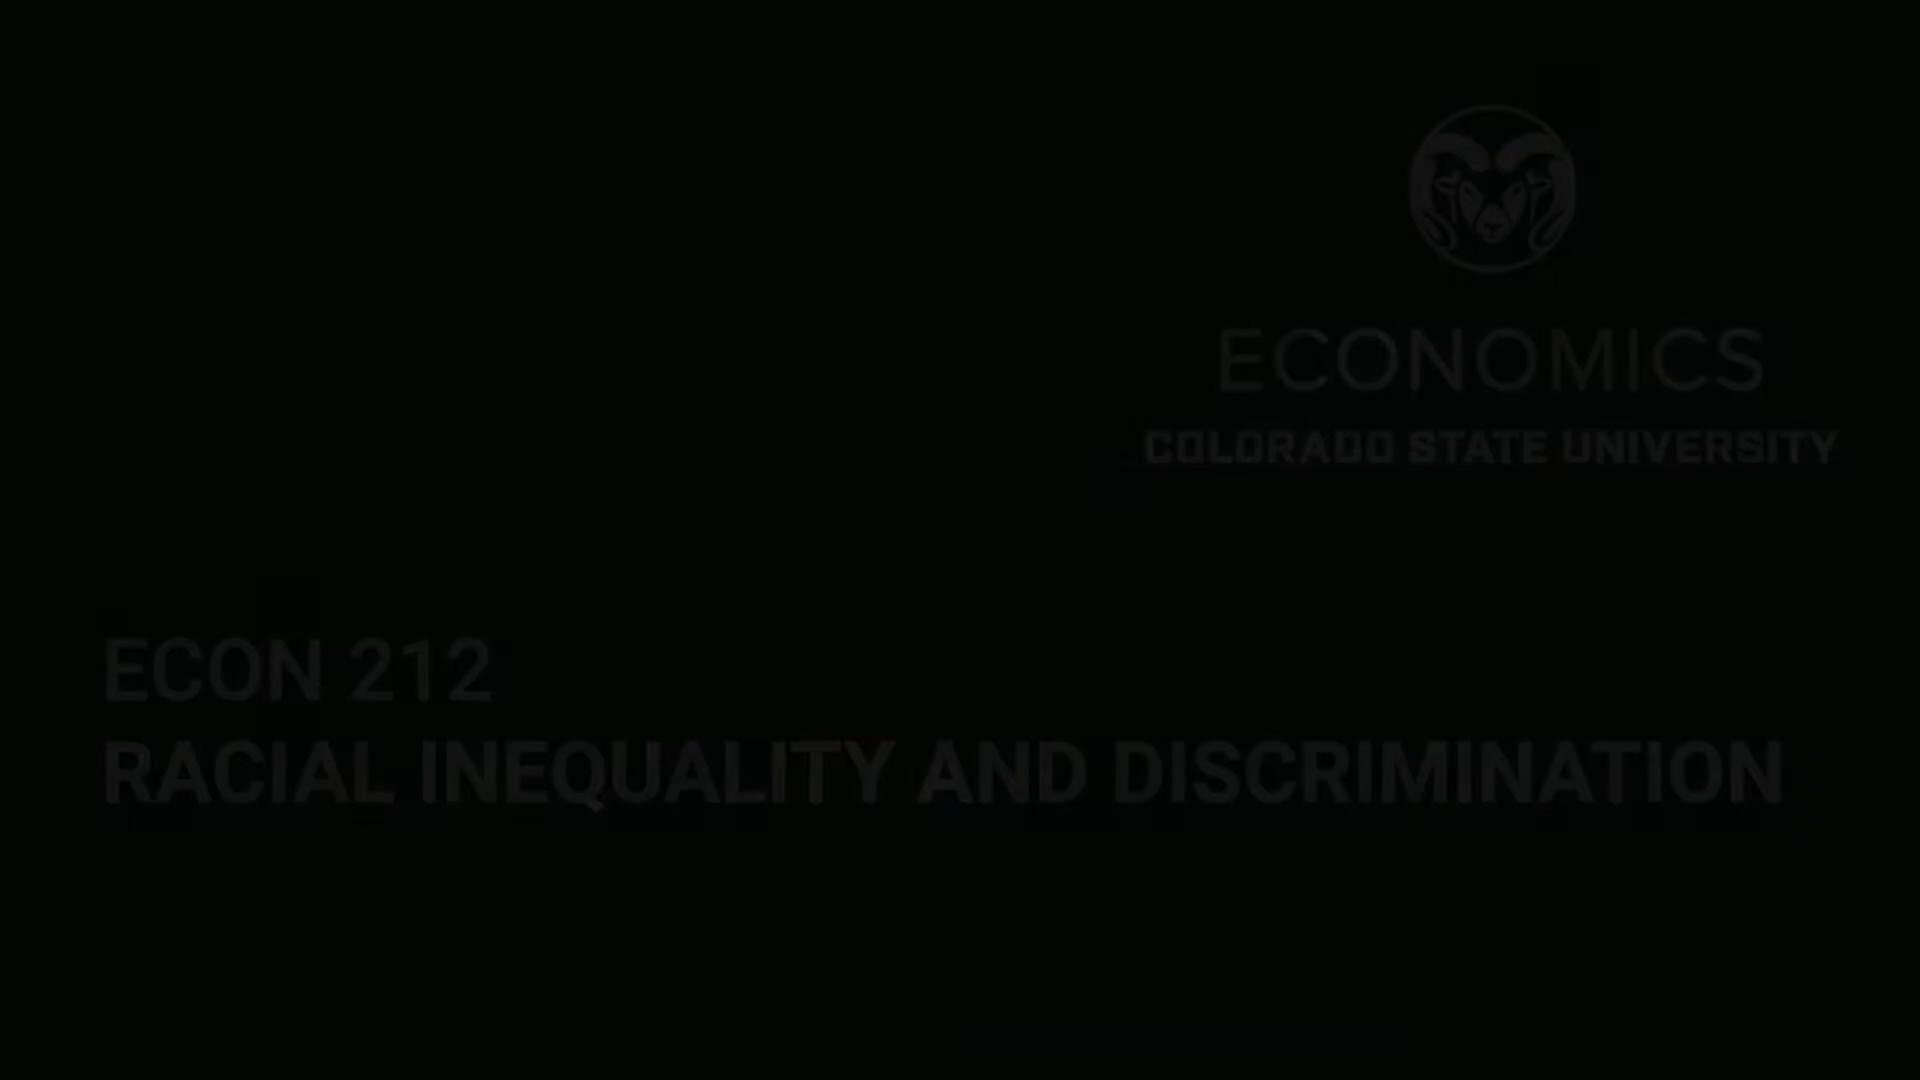 ECONOMICS
COLORADO STATE UNIVERSITY
ECON 212
RACIAL INEQUALITY AND DISCRIMINATION